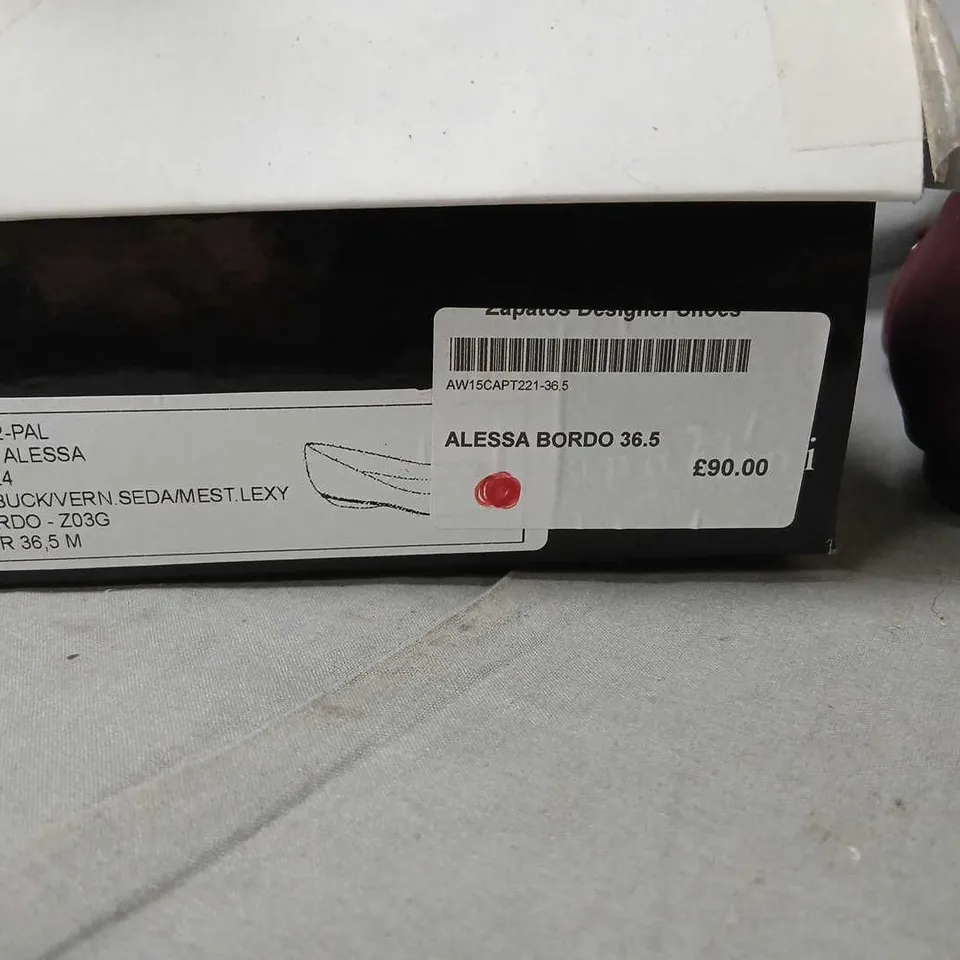 Zapatos Designer Shoes
AW15CAPT221-36.5
ALESSA BORDO 36.5
£90.00
2-PAL
ALESSA
BUCK/VERN.SEDA/MEST.LEXY
RDO - Z03G
R 36,5 M